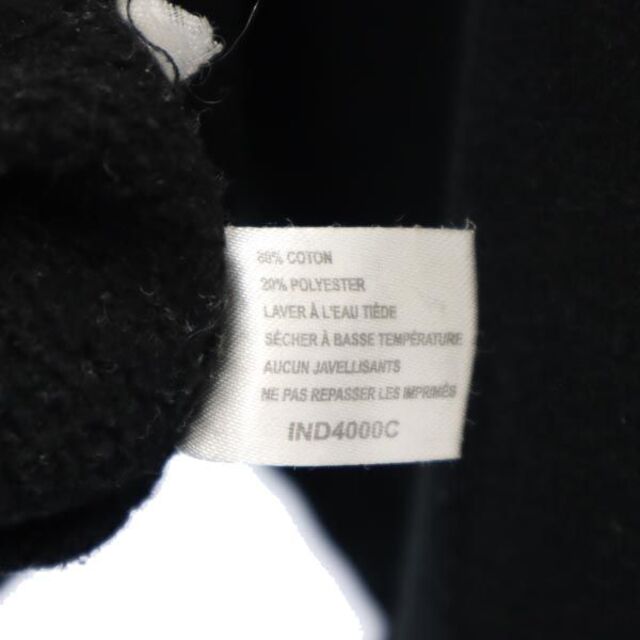 80% COTON
20% POLYESTER
LAVER À L'EAU TIÈDE
SÉCHER À BASSE TEMPÉRATURE
AUCUN JAVELLISANTS
NE PAS REPASSER LES IMPRIMÉS
IND4000C